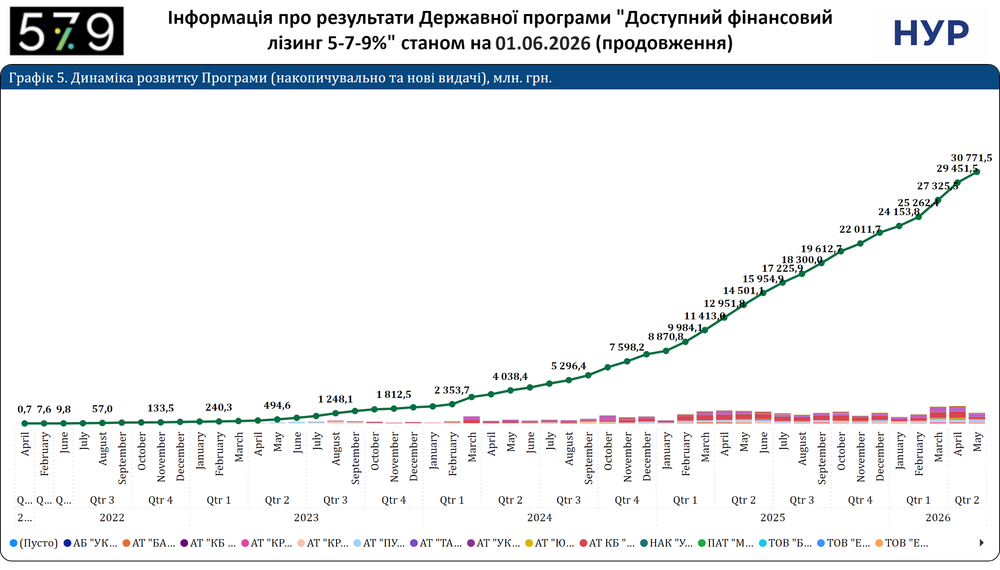 579
Інформація про результати Державної програми "Доступний фінансовий
лізинг 5-7-9%" станом на 01.06.2026 (продовження)
НУР
Графік 5. Динаміка розвитку Програми (накопичувально та нові видачі), млн. грн.
30 771,5
29 451,5
27 325,5
25 262,4
24 153,8
22 011,7
19 612,7
18 300,0
17 225,9
15 954,9
14 501,1
12 951,8
11 413,0
9 984,1
8 870,8
7 598,2
5 296,4
4 038,4
2 353,7
1 812,5
1 248,1
0,7 7,6 9,8 57,0 133,5 240,3 494,6
April February June July August September October November December January February March April May June July August September October November December January February March April May June July August September October November December January February March April May June July August September October November December January February March April May
Q... Q... Q... Qtr 3 Qtr 4 Qtr 1 Qtr 2 Qtr 3 Qtr 4 Qtr 1 Qtr 2 Qtr 3 Qtr 4 Qtr 1 Qtr 2 Qtr 3 Qtr 4 Qtr 1 Qtr 2
2... 2022 2023 2024 2025 2026
(Пусто) АБ "УК... АТ "БА... АТ "КБ ... АТ "КР... АТ "КР... АТ "ПУ... АТ "ТА... АТ "УК... АТ "Ю... АТ КБ "... НАК "У... ПАТ "М... ТОВ "Б... ТОВ "Е... ТОВ "Е...